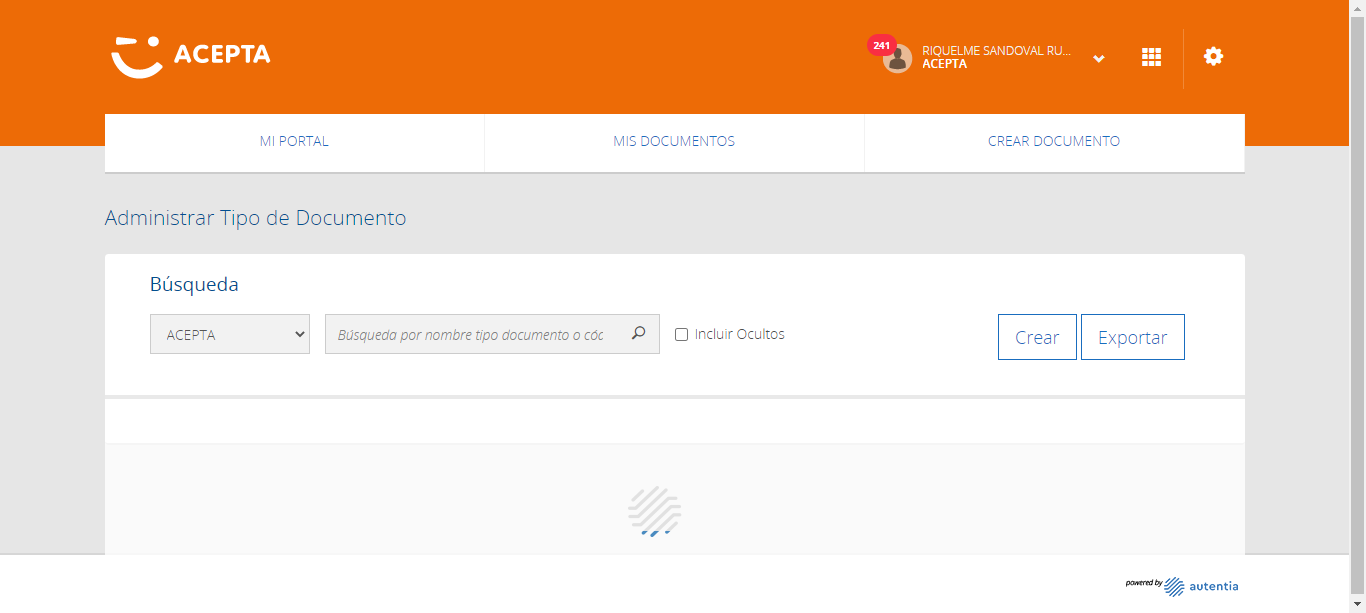 ACEPTA
241
RIQUELME SANDOVAL RU...
ACEPTA
MI PORTAL
MIS DOCUMENTOS
CREAR DOCUMENTO
Administrar Tipo de Documento
Búsqueda
ACEPTA
Búsqueda por nombre tipo documento o cóc
Incluir Ocultos
Crear
Exportar
powered by autentia